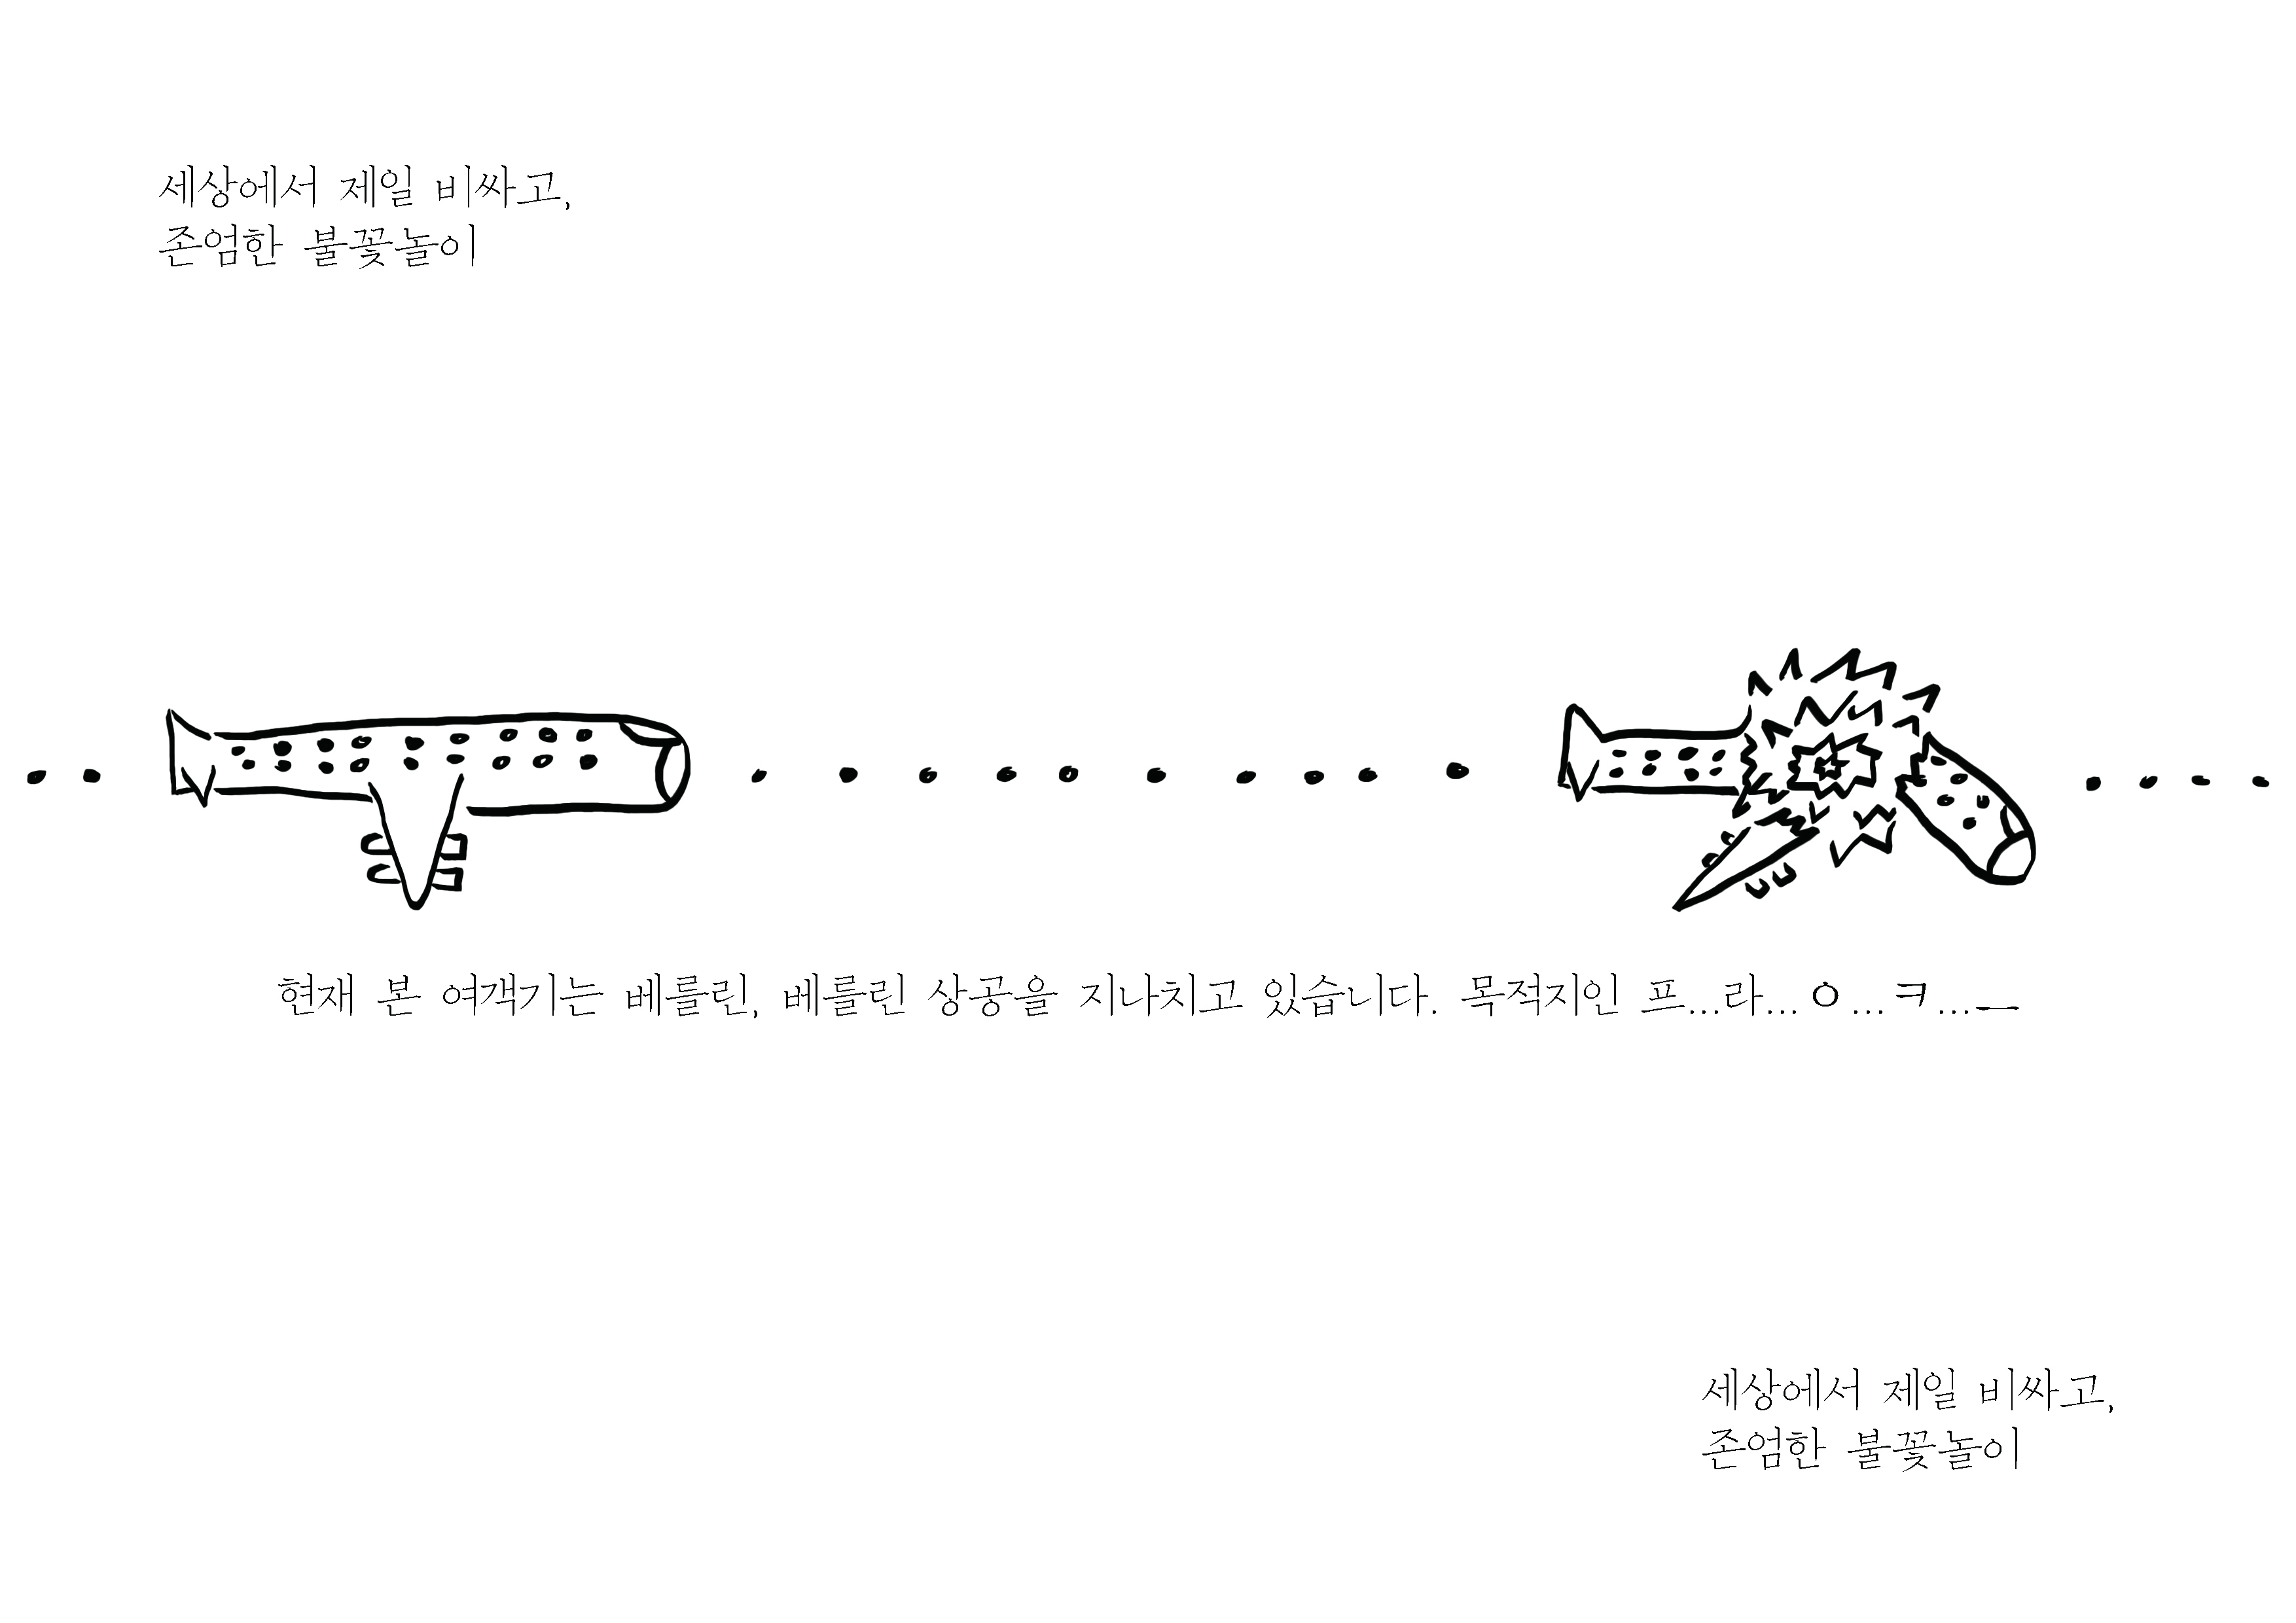 세상에서 제일 비싸고,
존엄한 불꽃놀이
현재 본 여객기는 베를린, 베를린 상공을 지나치고 있습니다. 목적지인 프...라...ㅇ...ㅋ...ㅡ
세상에서 제일 비싸고,
존엄한 불꽃놀이